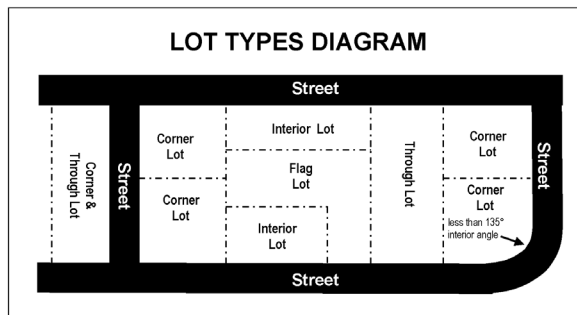 LOT TYPES DIAGRAM
Street
Corner &
Through Lot
Street
Corner
Lot
Interior Lot
Through Lot
Corner
Lot
Street
Flag
Lot
Corner
Lot
Corner
Lot
less than 135°
interior angle
Interior
Lot
Street